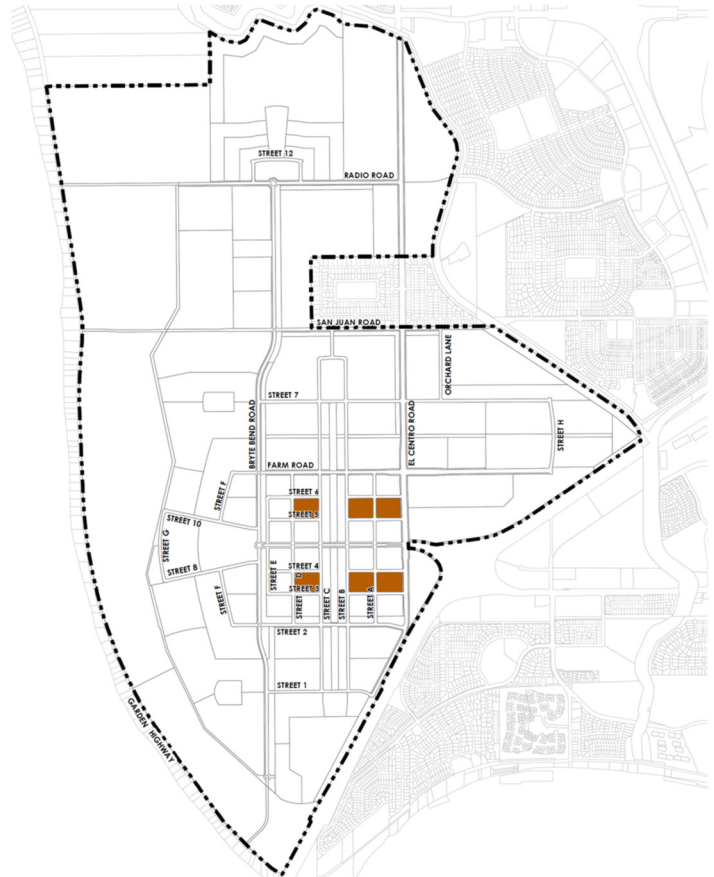 STREET 12
RADIO ROAD
SAN JUAN ROAD
ORCHARD LANE
STREET 7
BRYTE BEND ROAD
EL CENTRO ROAD
STREET H
FARM ROAD
STREET F
STREET 6
STREET 5
STREET 10
STREET G
STREET 8
STREET E
STREET 4
STREET D
STREET 3
STREET C
STREET B
STREET A
STREET F
STREET 2
STREET 1
GARDEN HIGHWAY